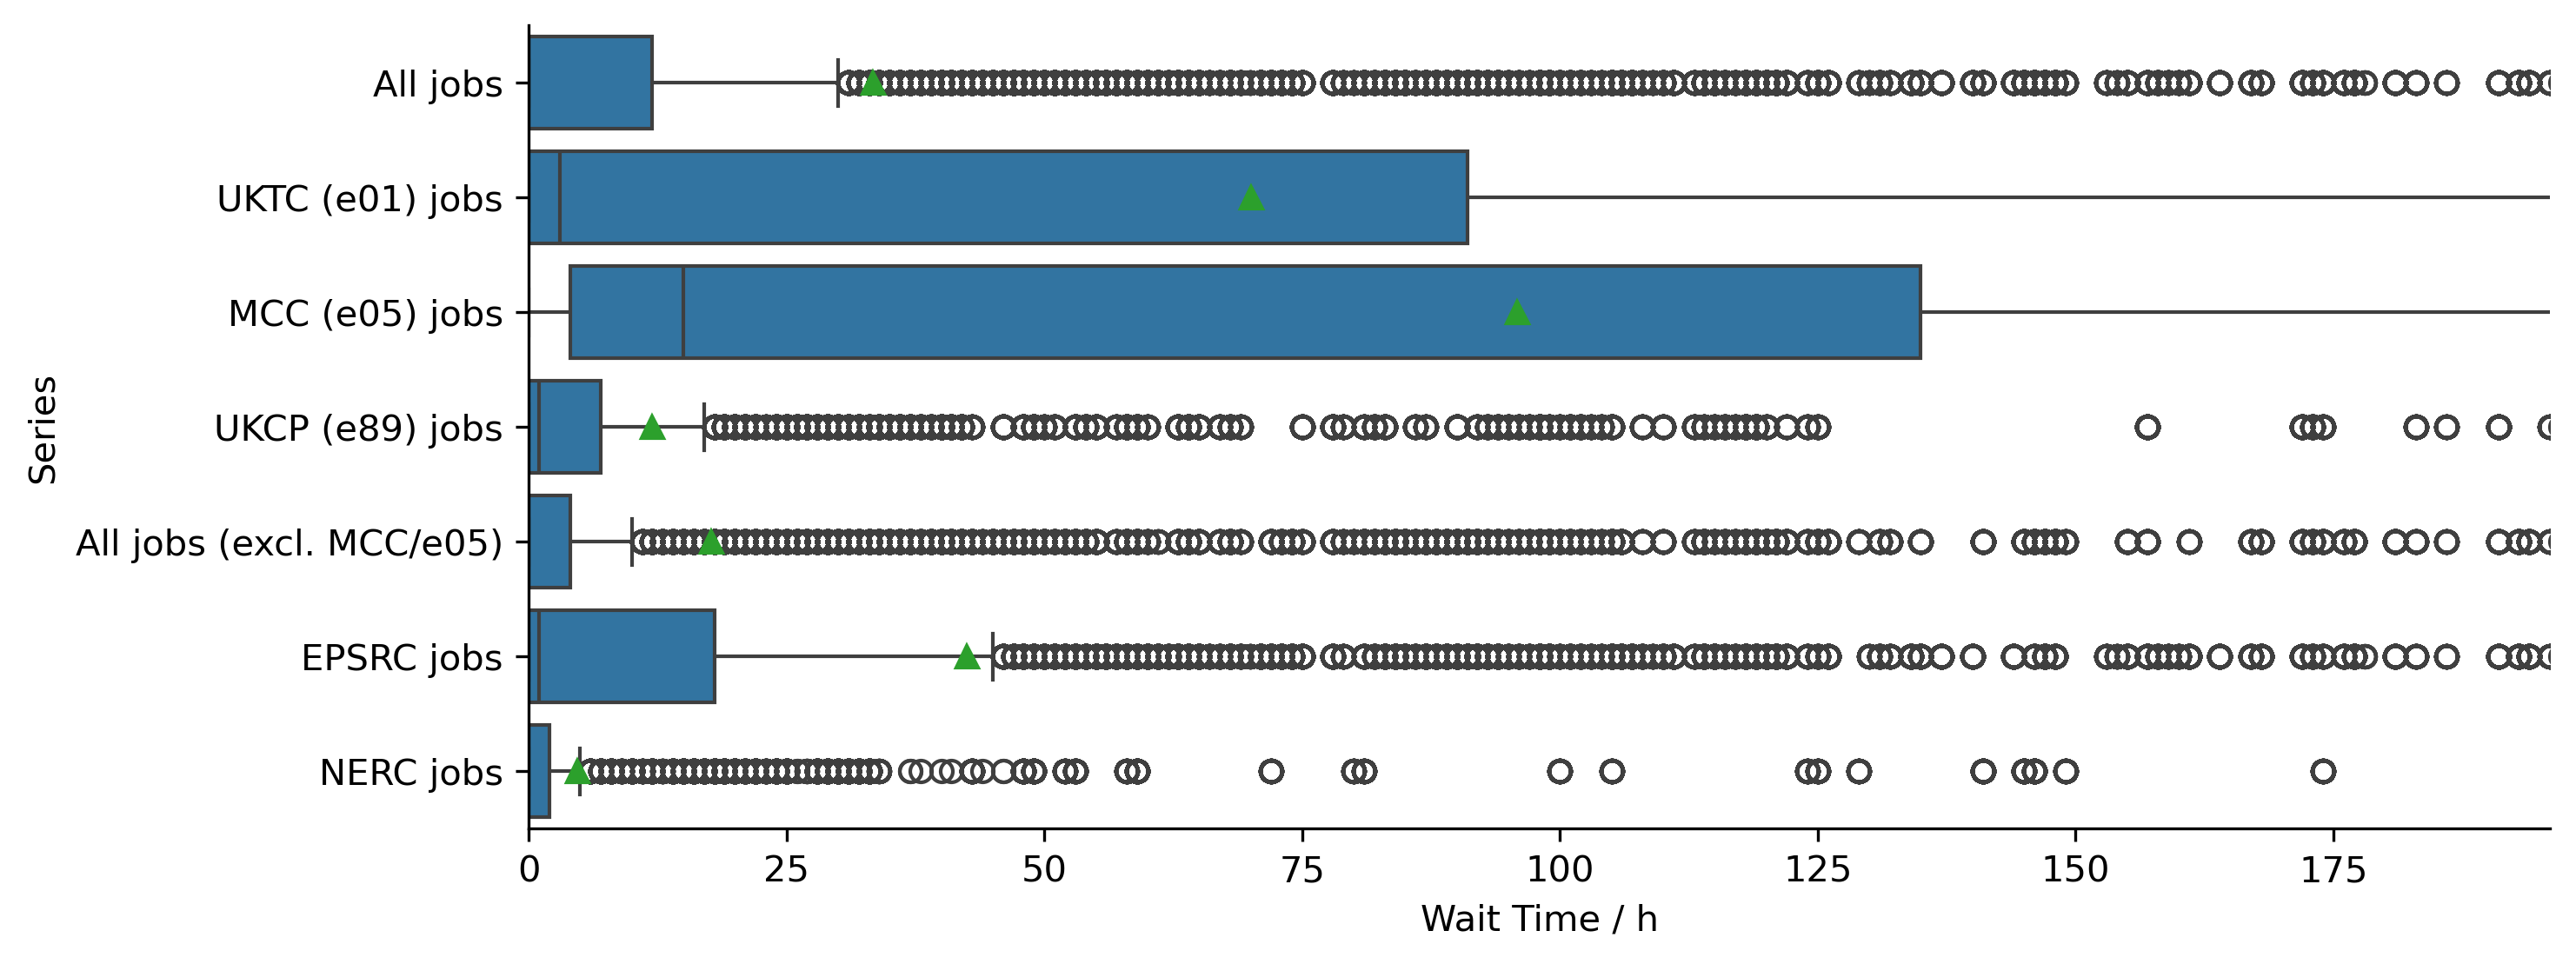 All jobs
UKTC (e01) jobs
MCC (e05) jobs
UKCP (e89) jobs
All jobs (excl. MCC/e05)
EPSRC jobs
NERC jobs
Series
0 25 50 75 100 125 150 175
Wait Time / h